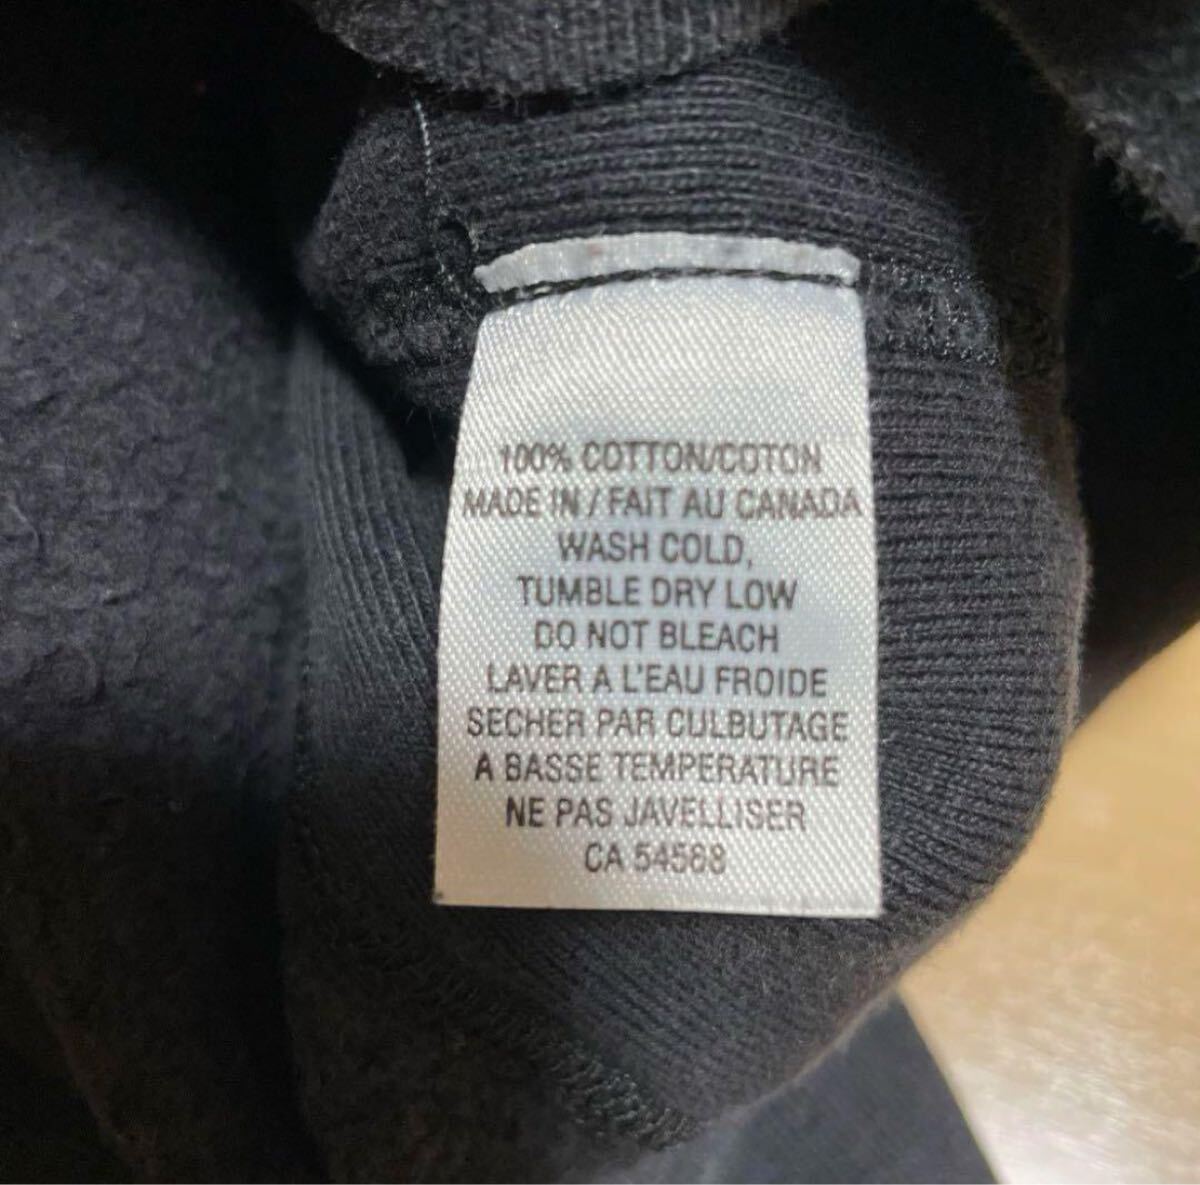 100% COTTON/COTON
MADE IN / FAIT AU CANADA
WASH COLD,
TUMBLE DRY LOW
DO NOT BLEACH
LAVER A L'EAU FROIDE
SECHER PAR CULBUTAGE
A BASSE TEMPERATURE
NE PAS JAVELLISER
CA 54568